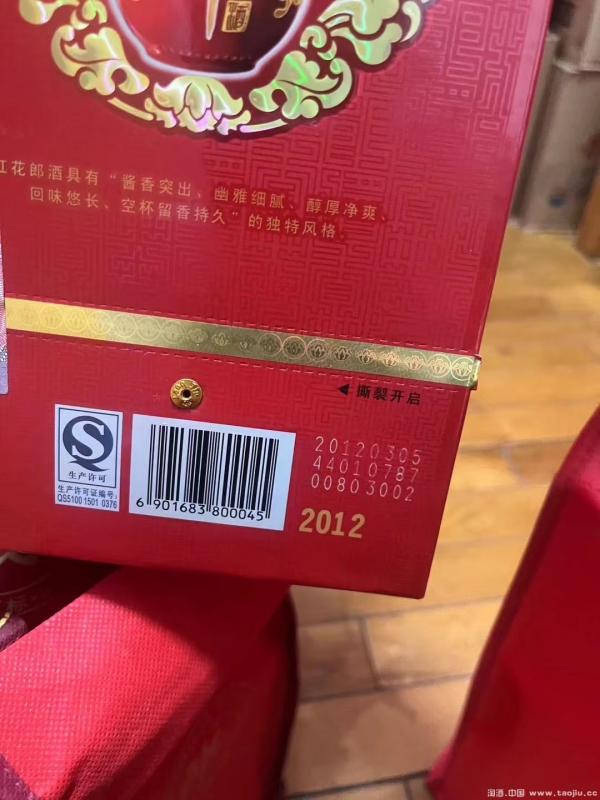 酒
红花郎酒具有“酱香突出、幽雅细腻、醇厚净爽、
回味悠长、空杯留香持久”的独特风格.
◀ 撕裂开启
QS
生产许可
生产许可证编号:
QS5100 1501 0376
6 901683 800045
20120305
44010787
00803002
2012
淘酒.中国 www.taojiu.cc